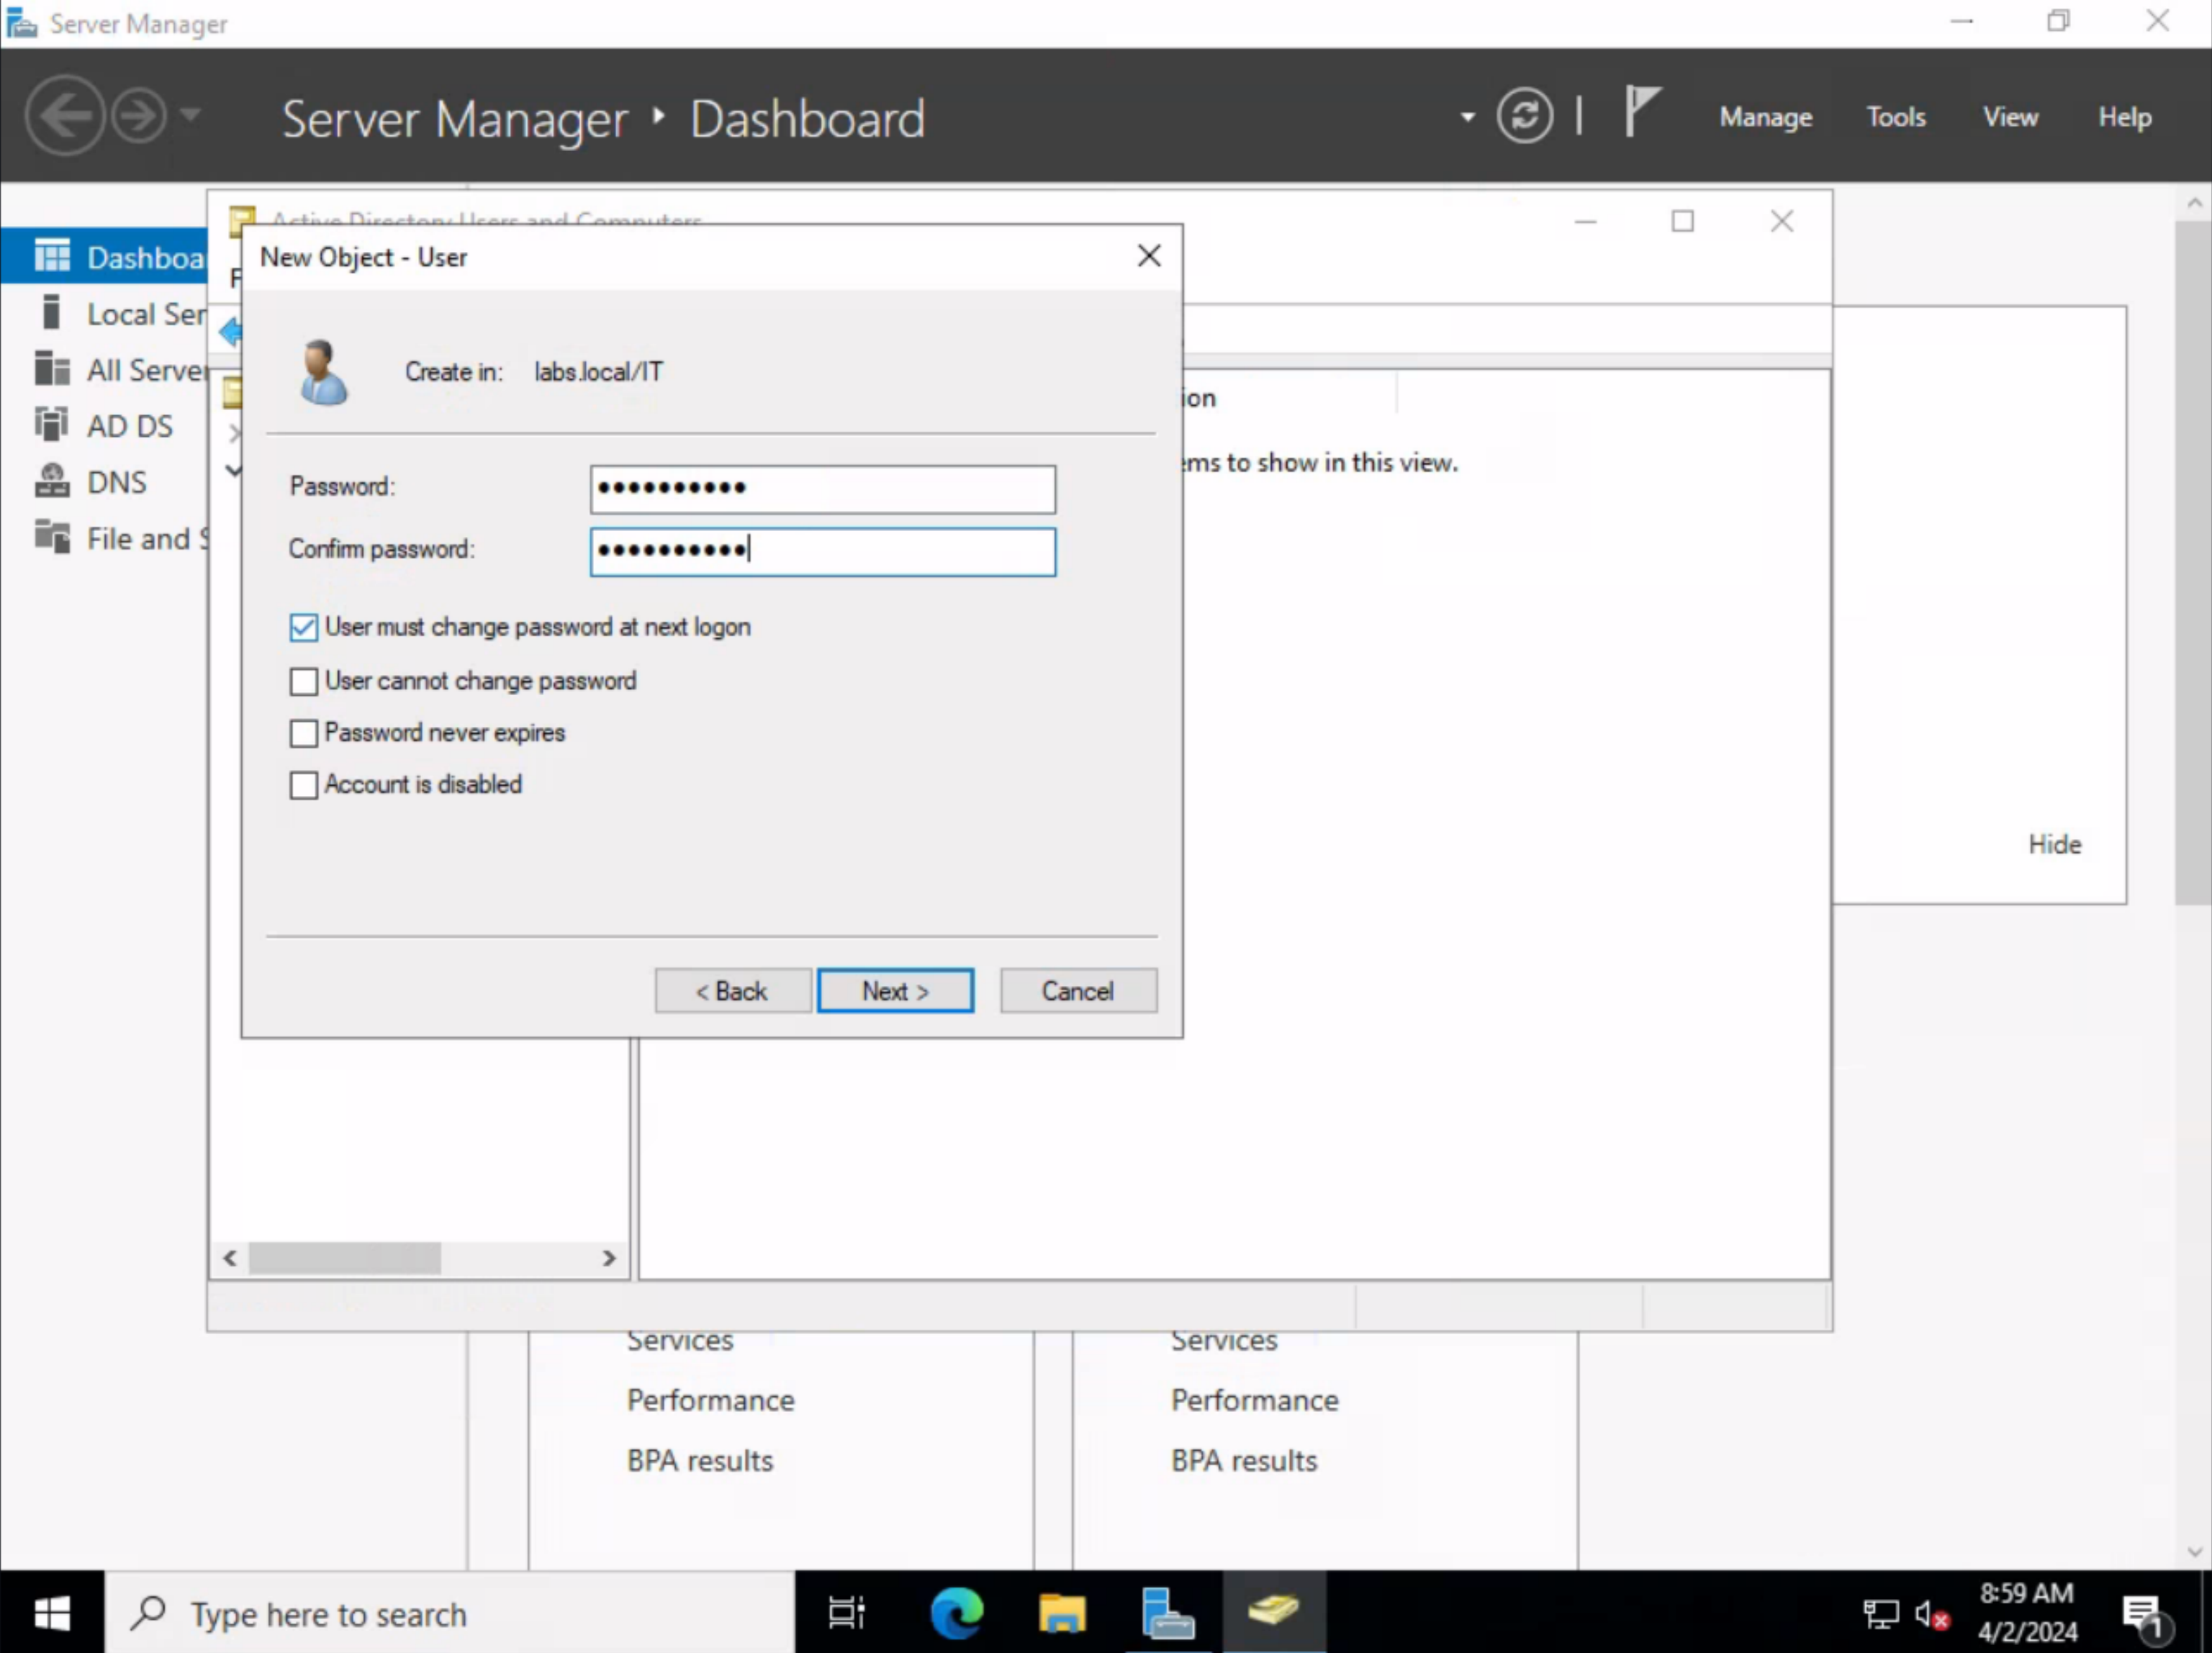 Server Manager
Server Manager ‣ Dashboard
Manage Tools View Help
Dashboa
Local Ser
All Server
AD DS
DNS
File and S
Active Directory Users and Computers
F
New Object - User
Create in: labs.local/IT
Password: ●●●●●●●●●●
Confirm password: ●●●●●●●●●●
User must change password at next logon
User cannot change password
Password never expires
Account is disabled
< Back
Next >
Cancel
ion
ems to show in this view.
Hide
Services
Performance
BPA results
Services
Performance
BPA results
Type here to search
8:59 AM
4/2/2024
1